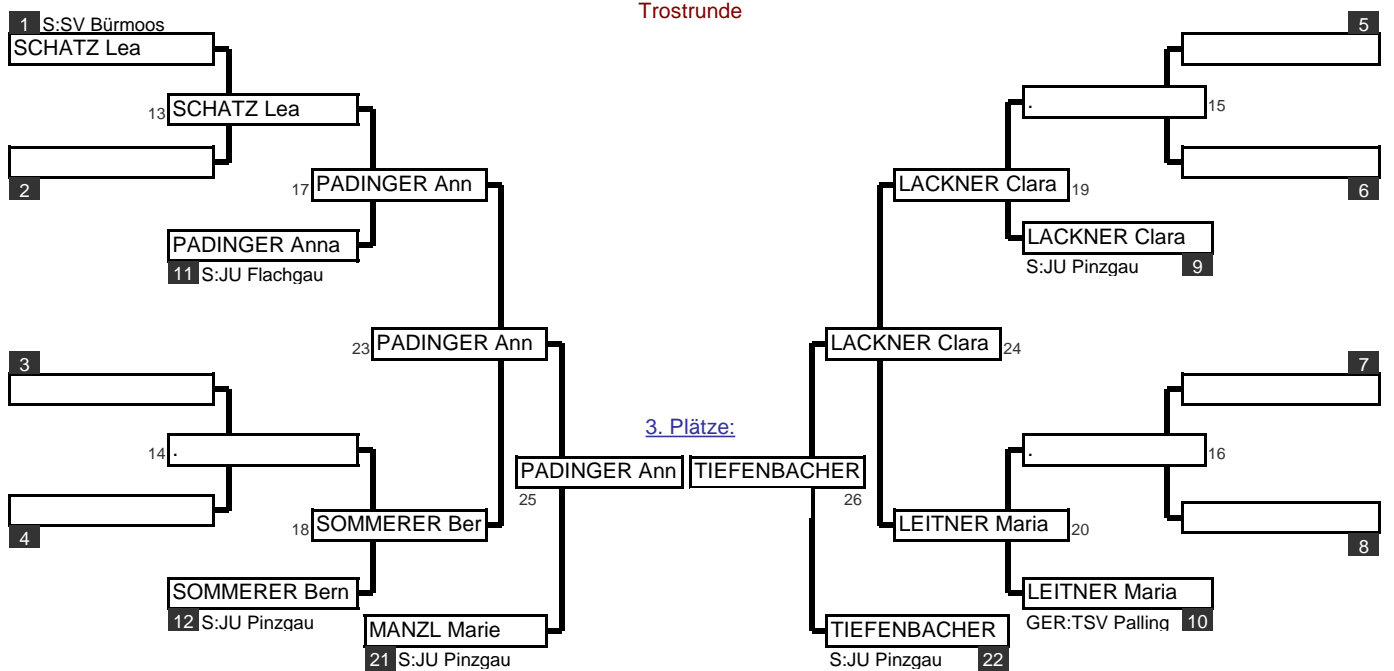 Trostrunde
1 S:SV Bürmoos
5
SCHATZ Lea
13 SCHATZ Lea
. 15
2
17 PADINGER Ann
LACKNER Clara 19
6
PADINGER Anna
LACKNER Clara
11 S:JU Flachgau
S:JU Pinzgau 9
23 PADINGER Ann
LACKNER Clara 24
3
7
3. Plätze:
14 .
. 16
PADINGER Ann
TIEFENBACHER
25
26
4
18 SOMMERER Ber
LEITNER Maria 20
8
SOMMERER Bern
LEITNER Maria
12 S:JU Pinzgau
GER:TSV Palling 10
MANZL Marie
TIEFENBACHER
21 S:JU Pinzgau
S:JU Pinzgau 22